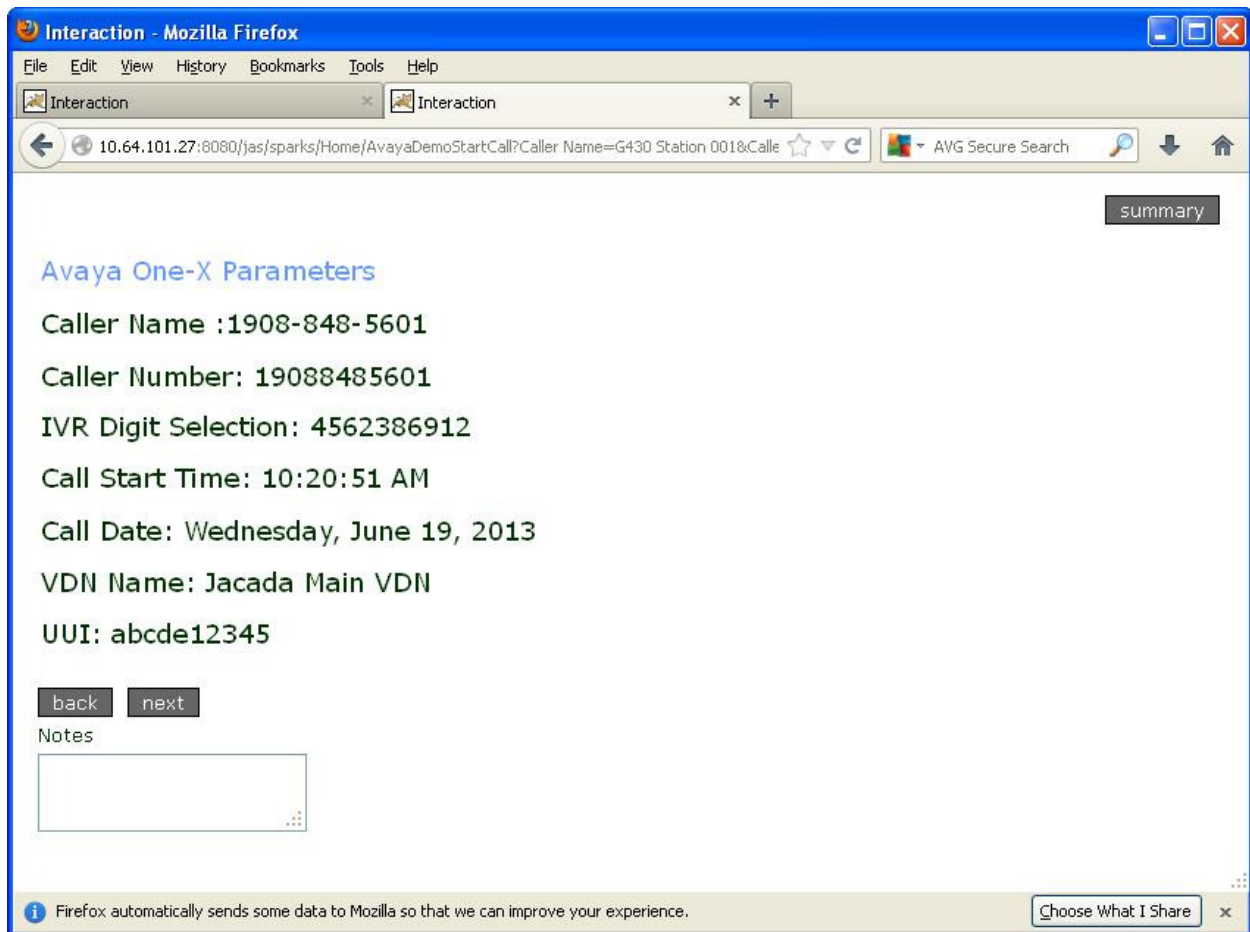 Interaction - Mozilla Firefox
File Edit View History Bookmarks Tools Help
Interaction × Interaction × +
10.64.101.27:8080/jas/sparks/Home/AvayaDemoStartCall?Caller Name=G430 Station 001&Calle AVG Secure Search
summary
Avaya One-X Parameters
Caller Name :1908-848-5601
Caller Number: 19088485601
IVR Digit Selection: 4562386912
Call Start Time: 10:20:51 AM
Call Date: Wednesday, June 19, 2013
VDN Name: Jacada Main VDN
UUI: abcde12345
back next
Notes
Firefox automatically sends some data to Mozilla so that we can improve your experience. Choose What I Share ×